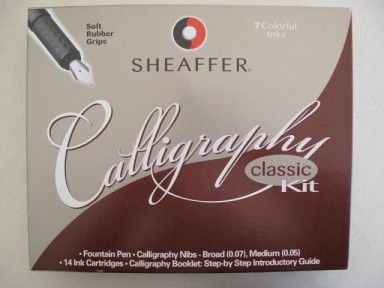 Soft
Rubber
Grips
7 Colorful
Inks
SHEAFFER®
Calligraphy
classic
Kit
• Fountain Pen • Calligraphy Nibs - Broad (0.07), Medium (0.05)
• 14 Ink Cartridges • Calligraphy Booklet: Step-by Step Introductory Guide